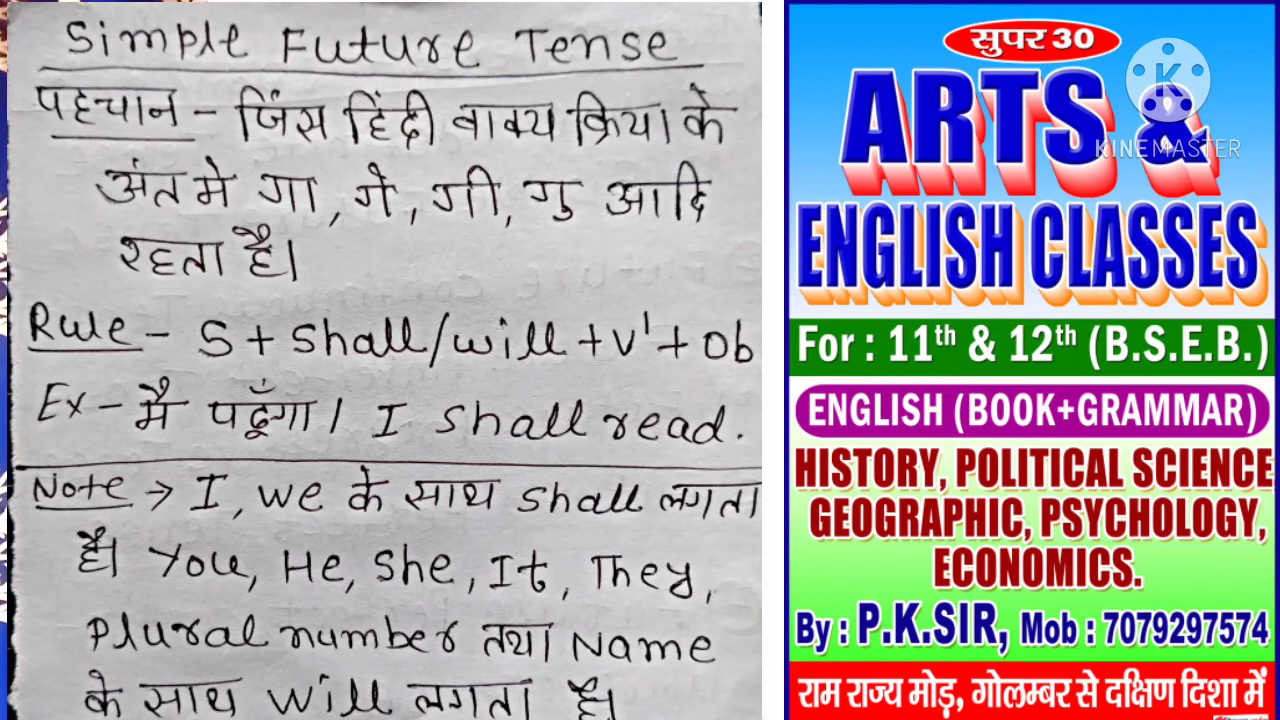 Simple Future Tense
पहचान - जिस हिंदी वाक्य क्रिया के
अंत मे गा, गे, गी, गु आदि
रहता है।
Rule - S + Shall/will + V¹ + Ob
Ex - मै पढूँगा। I shall read.
Note → I, We के साथ Shall लगता
है। You, He, She, It, They,
Plural number तथा Name
के साथ Will लगता है।
सुपर 30
ARTS &
KINEMASTER
ENGLISH CLASSES
For : 11th & 12th (B.S.E.B.)
ENGLISH (BOOK+GRAMMAR)
HISTORY, POLITICAL SCIENCE
GEOGRAPHIC, PSYCHOLOGY,
ECONOMICS.
By : P.K.SIR, Mob : 7079297574
राम राज्य मोड़, गोलम्बर से दक्षिण दिशा में